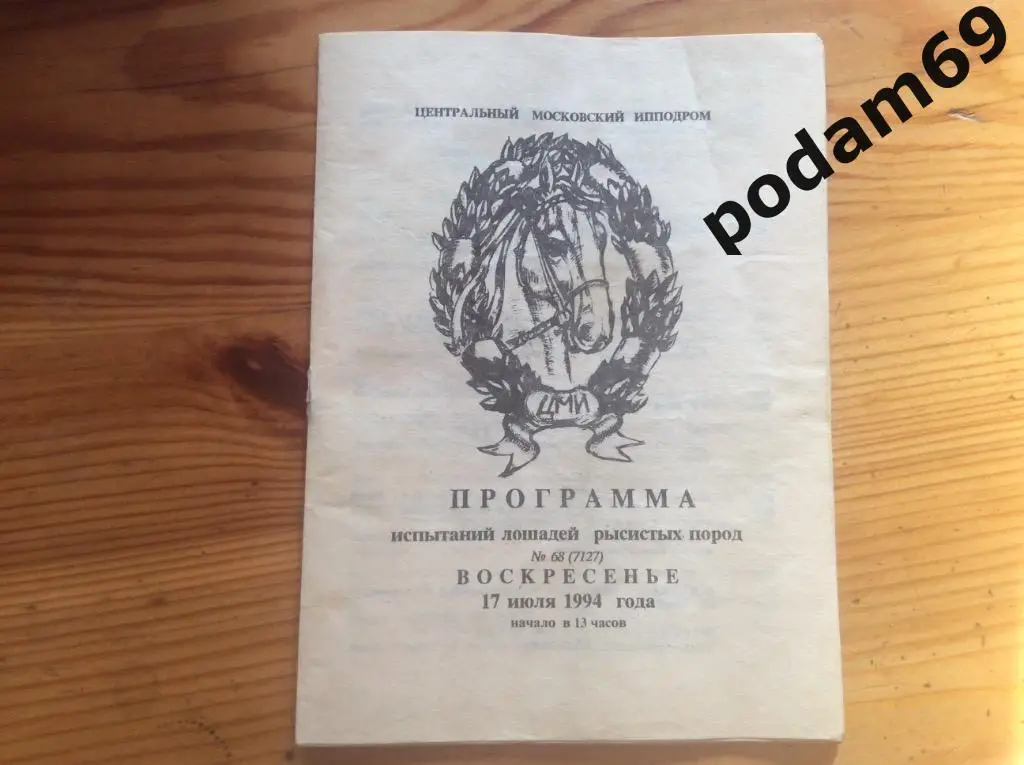 ЦЕНТРАЛЬНЫЙ МОСКОВСКИЙ ИППОДРОМ
podam69
ЦМИ
ПРОГРАММА
испытаний лошадей рысистых пород
№ 68 (7127)
ВОСКРЕСЕНЬЕ
17 июля 1994 года
начало в 13 часов